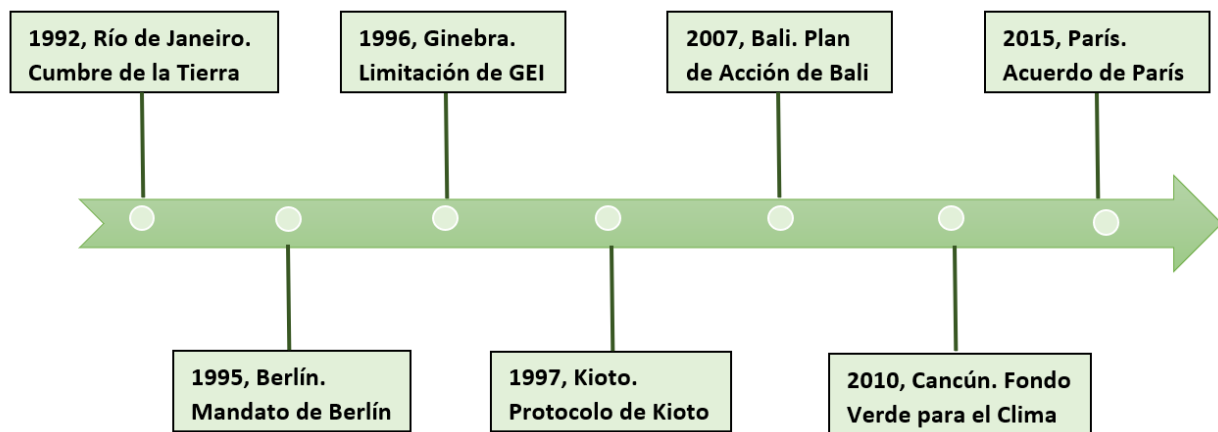 1992, Río de Janeiro.
Cumbre de la Tierra
1996, Ginebra.
Limitación de GEI
2007, Bali. Plan
de Acción de Bali
2015, París.
Acuerdo de París
1995, Berlín.
Mandato de Berlín
1997, Kioto.
Protocolo de Kioto
2010, Cancún. Fondo
Verde para el Clima